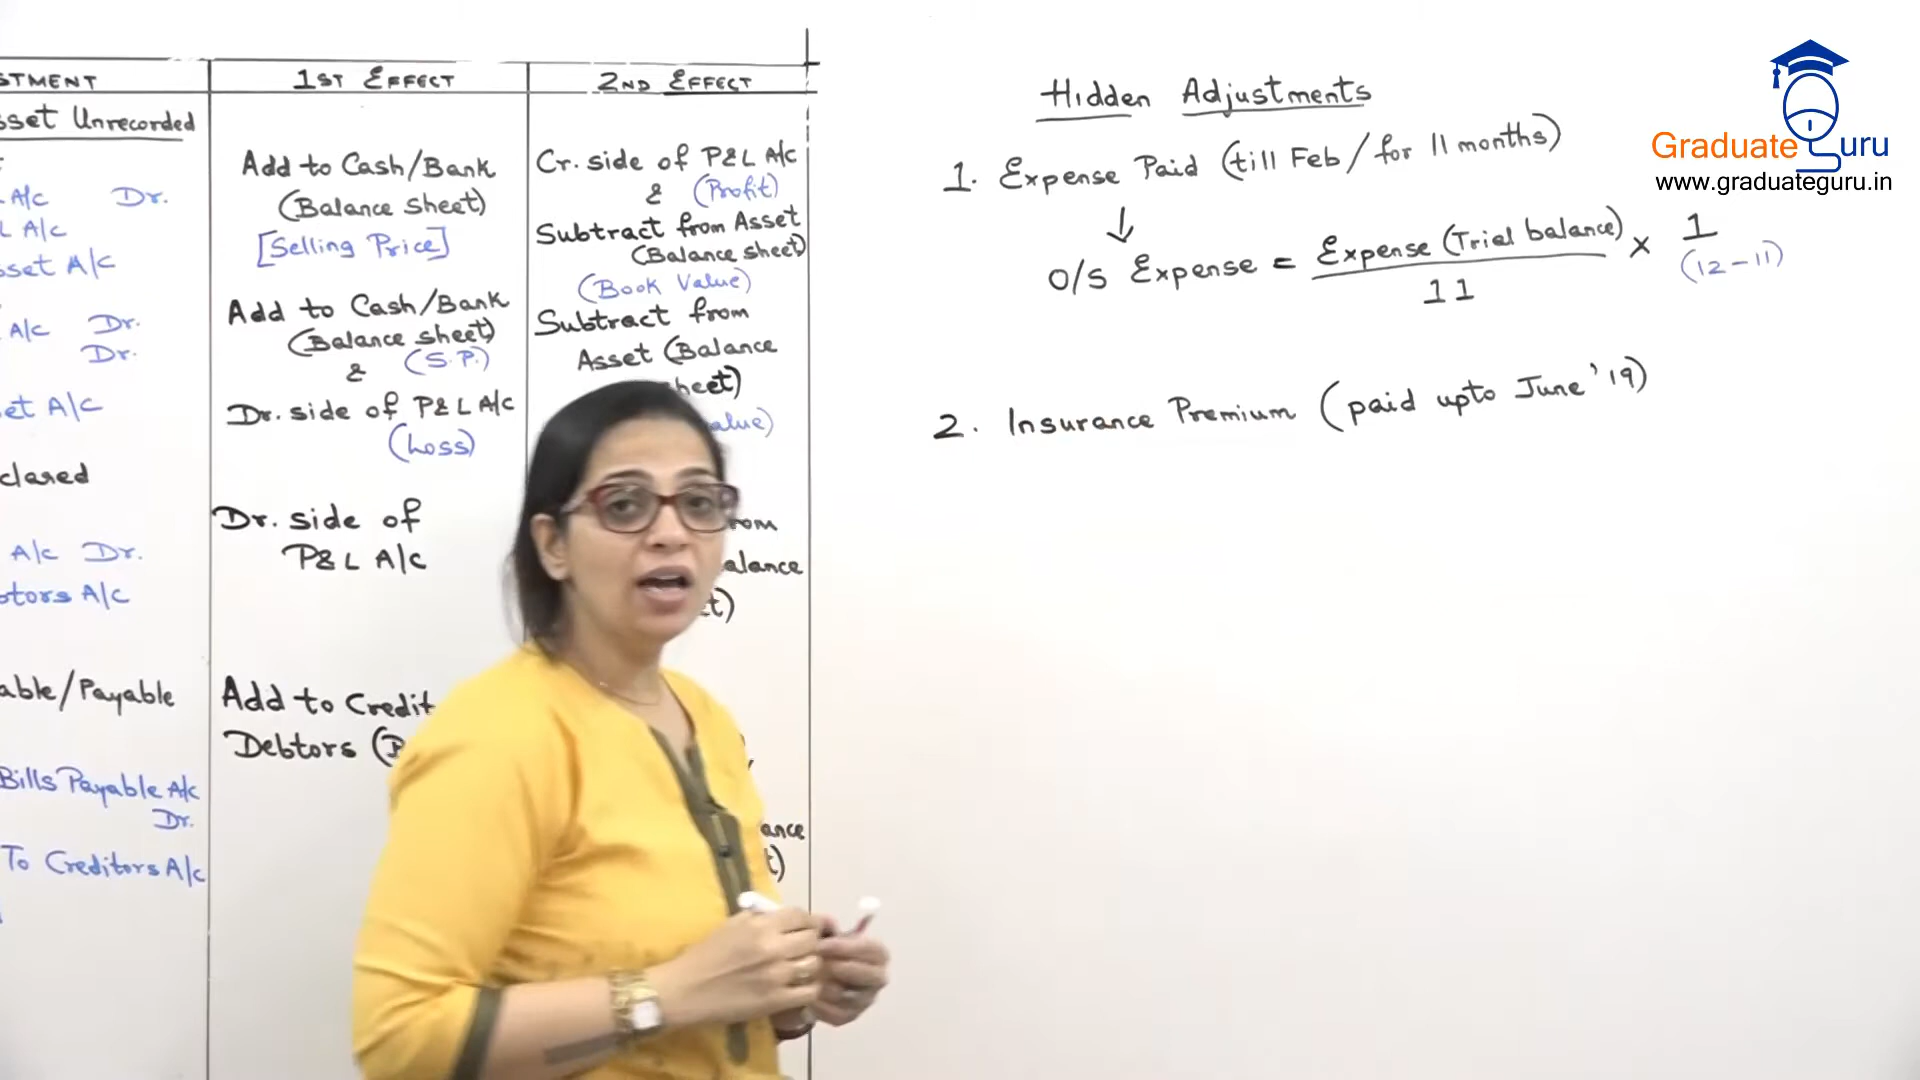 STMENT
1ST EFFECT
2ND EFFECT
sset Unrecorded
A/c Dr.
L A/c
sset A/c
A/c Dr.
Dr.
et A/c
clared
A/c Dr.
btors A/c
able/Payable
Bills Payable A/c
Dr.
To Creditors A/c
Add to Cash/Bank
(Balance sheet)
[Selling Price]
Add to Cash/Bank
(Balance sheet)
& (S.P.)
Dr. side of P&L A/c
(Loss)
Dr. side of
P&L A/c
Add to Credit
Debtors (B
Cr. side of P&L A/c
& (Profit)
Subtract from Asset
(Balance sheet)
(Book Value)
Subtract from
Asset (Balance
heet)
alue)
rom
alance
t)
ance
t)
Hidden Adjustments
1. Expense Paid (till Feb/for 11 months)
↓
O/S Expense = Expense (Trial balance) × 1
11 (12-11)
2. Insurance Premium (paid upto June '19)
Graduate Guru
www.graduateguru.in